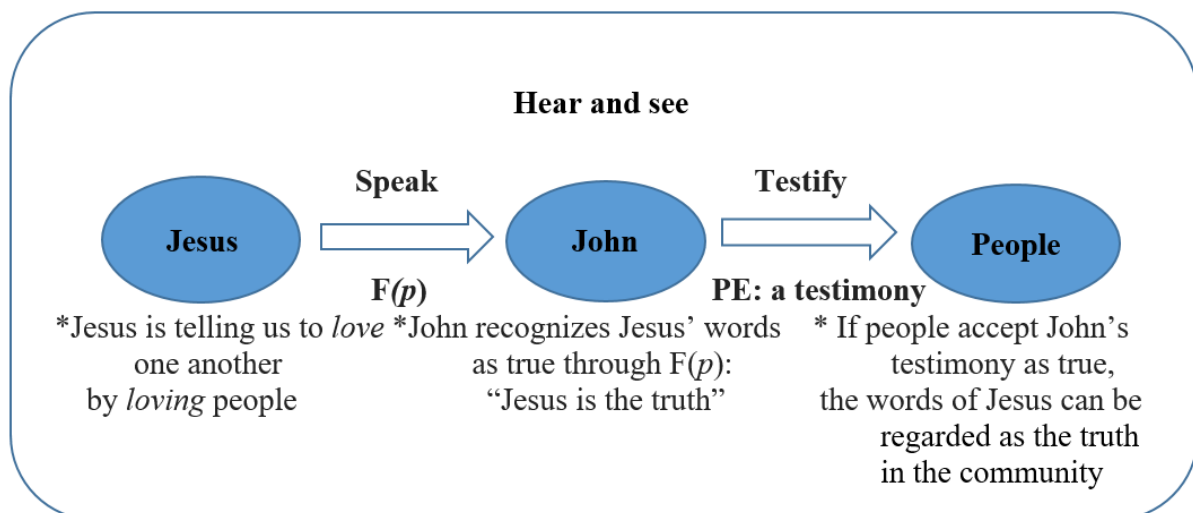 Hear and see
Speak
Testify
Jesus
John
People
F(p)
PE: a testimony
*Jesus is telling us to love
one another
by loving people
*John recognizes Jesus’ words
as true through F(p):
“Jesus is the truth”
* If people accept John’s
testimony as true,
the words of Jesus can be
regarded as the truth
in the community